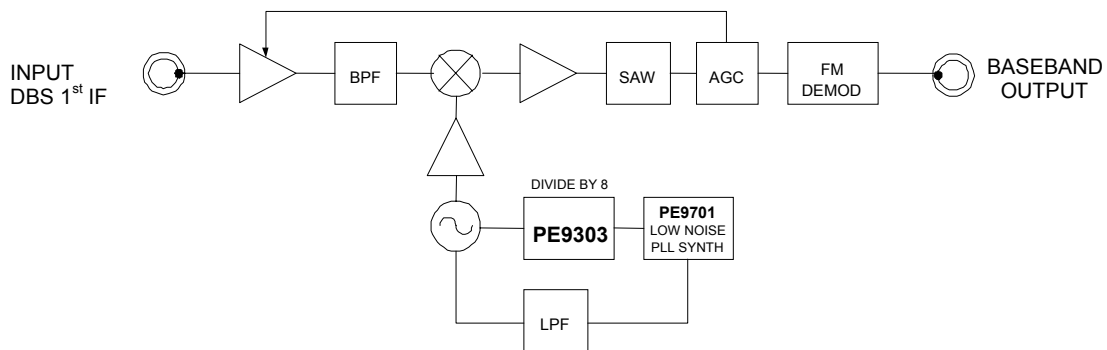 INPUT
DBS 1st IF
BPF
SAW
AGC
FM
DEMOD
BASEBAND
OUTPUT
DIVIDE BY 8
PE9303
PE9701
LOW NOISE
PLL SYNTH
LPF